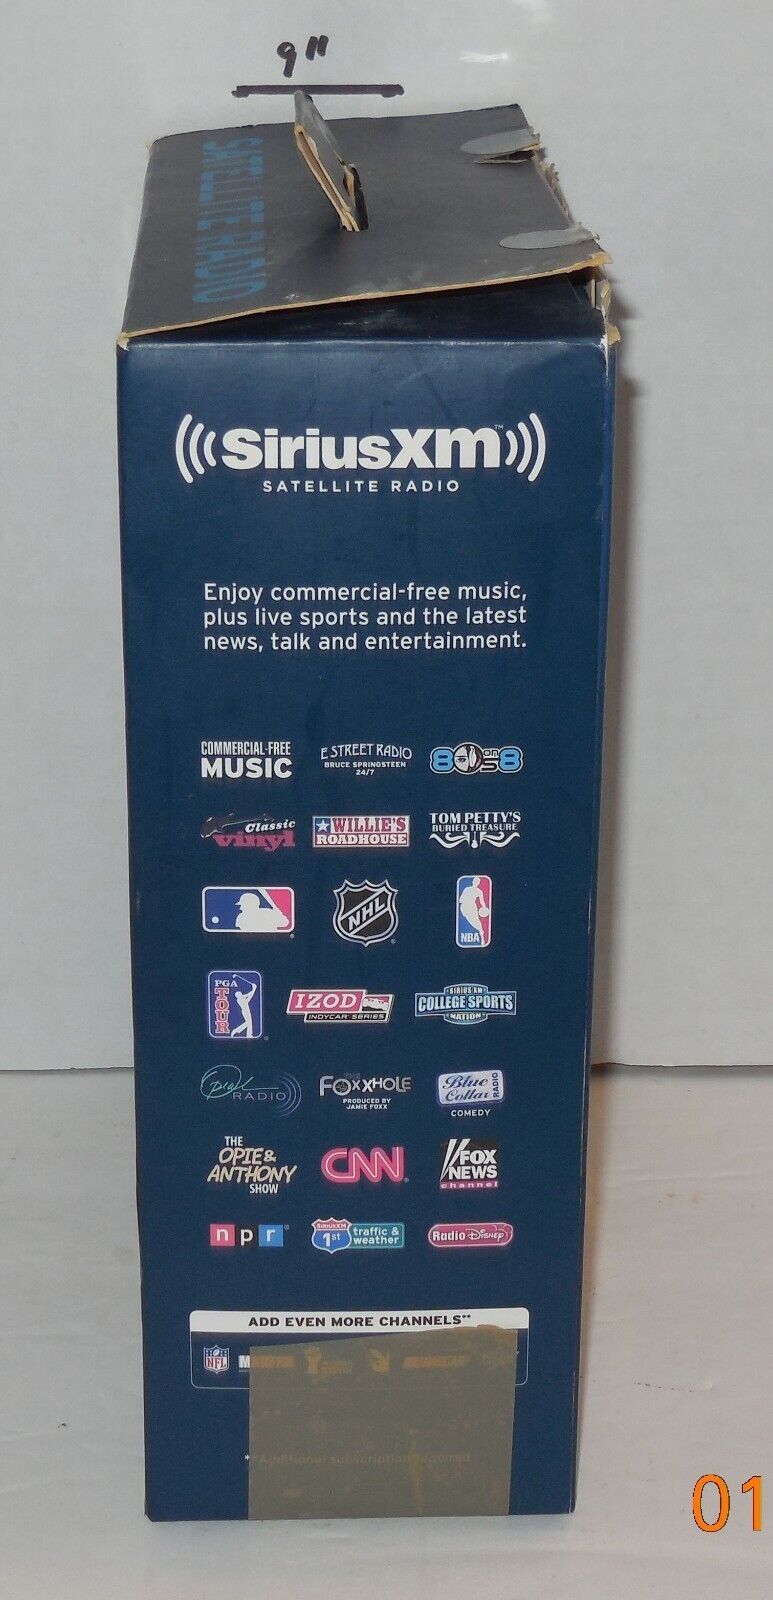 9"
SATELLITE RADIO
SiriusXM™
SATELLITE RADIO
Enjoy commercial-free music,
plus live sports and the latest
news, talk and entertainment.
COMMERCIAL-FREE
MUSIC
E STREET RADIO
BRUCE SPRINGSTEEN
24/7
80s on 8
Classic
vinyl
WILLIE'S
ROADHOUSE
TOM PETTY'S
BURIED TREASURE
NHL
NBA
PGA
TOUR
IZOD
INDYCAR SERIES
SIRIUS XM
COLLEGE SPORTS
NATION
Oprah
RADIO
THE
FOXXHOLE
PRODUCED BY
JAMIE FOXX
Blue
Collar
RADIO
COMEDY
THE
OPIE &
ANTHONY
SHOW
CNN
FOX
NEWS
channel
npr
SIRIUSXM
1st
traffic &
weather
Radio Disney
ADD EVEN MORE CHANNELS**
NFL
**Additional subscription required
01